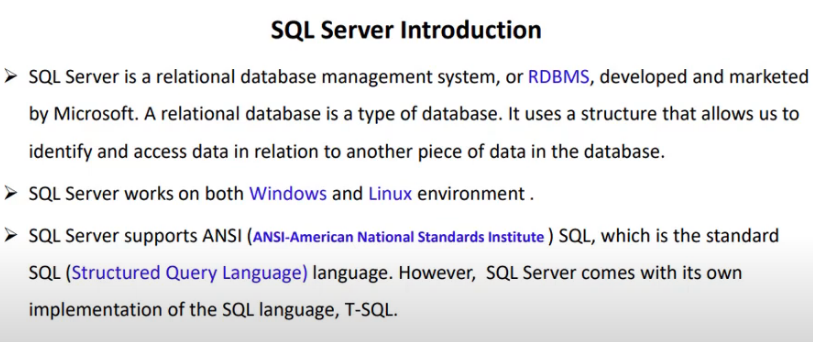 SQL Server Introduction
➢ SQL Server is a relational database management system, or RDBMS, developed and marketed
by Microsoft. A relational database is a type of database. It uses a structure that allows us to
identify and access data in relation to another piece of data in the database.
➢ SQL Server works on both Windows and Linux environment .
➢ SQL Server supports ANSI (ANSI-American National Standards Institute ) SQL, which is the standard
SQL (Structured Query Language) language. However, SQL Server comes with its own
implementation of the SQL language, T-SQL.